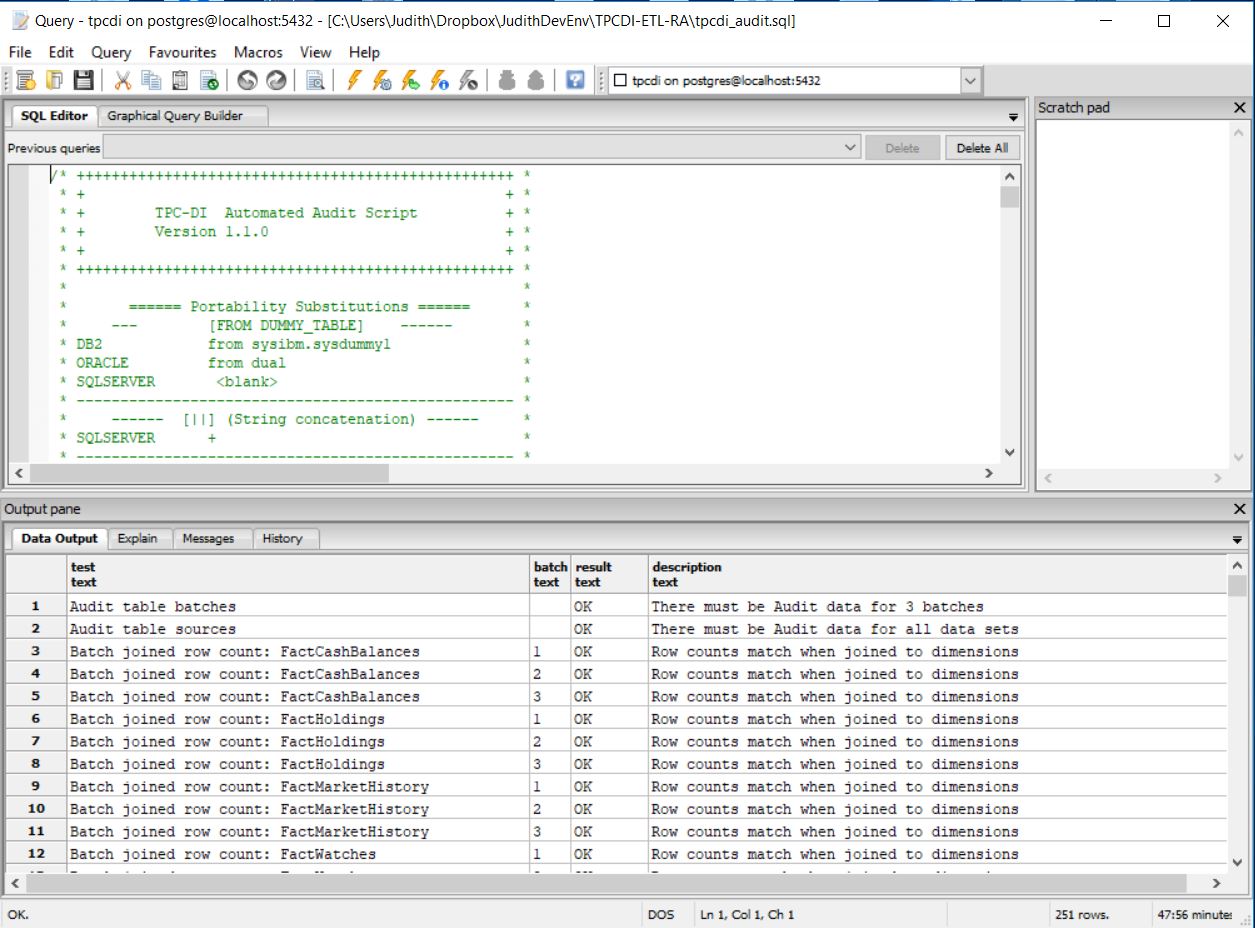 Query - tpcdi on postgres@localhost:5432 - [C:\Users\Judith\Dropbox\JudithDevEnv\TPCDI-ETL-RA\tpcdi_audit.sql]
File Edit Query Favourites Macros View Help
tpcdi on postgres@localhost:5432
SQL Editor Graphical Query Builder
Previous queries Delete Delete All
/* ++++++++++++++++++++++++++++++++++++++++++++++++++ *
* + + *
* + TPC-DI Automated Audit Script + *
* + Version 1.1.0 + *
* + + *
* ++++++++++++++++++++++++++++++++++++++++++++++++++ *
* *
* ====== Portability Substitutions ====== *
* --- [FROM DUMMY_TABLE] ------ *
* DB2 from sysibm.sysdummy1 *
* ORACLE from dual *
* SQLSERVER <blank> *
* -------------------------------------------------- *
* ------ [||] (String concatenation) ------ *
* SQLSERVER + *
* -------------------------------------------------- *
Scratch pad
Output pane
Data Output Explain Messages History
test batch result description
text text text text
1 Audit table batches OK There must be Audit data for 3 batches
2 Audit table sources OK There must be Audit data for all data sets
3 Batch joined row count: FactCashBalances 1 OK Row counts match when joined to dimensions
4 Batch joined row count: FactCashBalances 2 OK Row counts match when joined to dimensions
5 Batch joined row count: FactCashBalances 3 OK Row counts match when joined to dimensions
6 Batch joined row count: FactHoldings 1 OK Row counts match when joined to dimensions
7 Batch joined row count: FactHoldings 2 OK Row counts match when joined to dimensions
8 Batch joined row count: FactHoldings 3 OK Row counts match when joined to dimensions
9 Batch joined row count: FactMarketHistory 1 OK Row counts match when joined to dimensions
10 Batch joined row count: FactMarketHistory 2 OK Row counts match when joined to dimensions
11 Batch joined row count: FactMarketHistory 3 OK Row counts match when joined to dimensions
12 Batch joined row count: FactWatches 1 OK Row counts match when joined to dimensions
OK. DOS Ln 1, Col 1, Ch 1 251 rows. 47:56 minutes